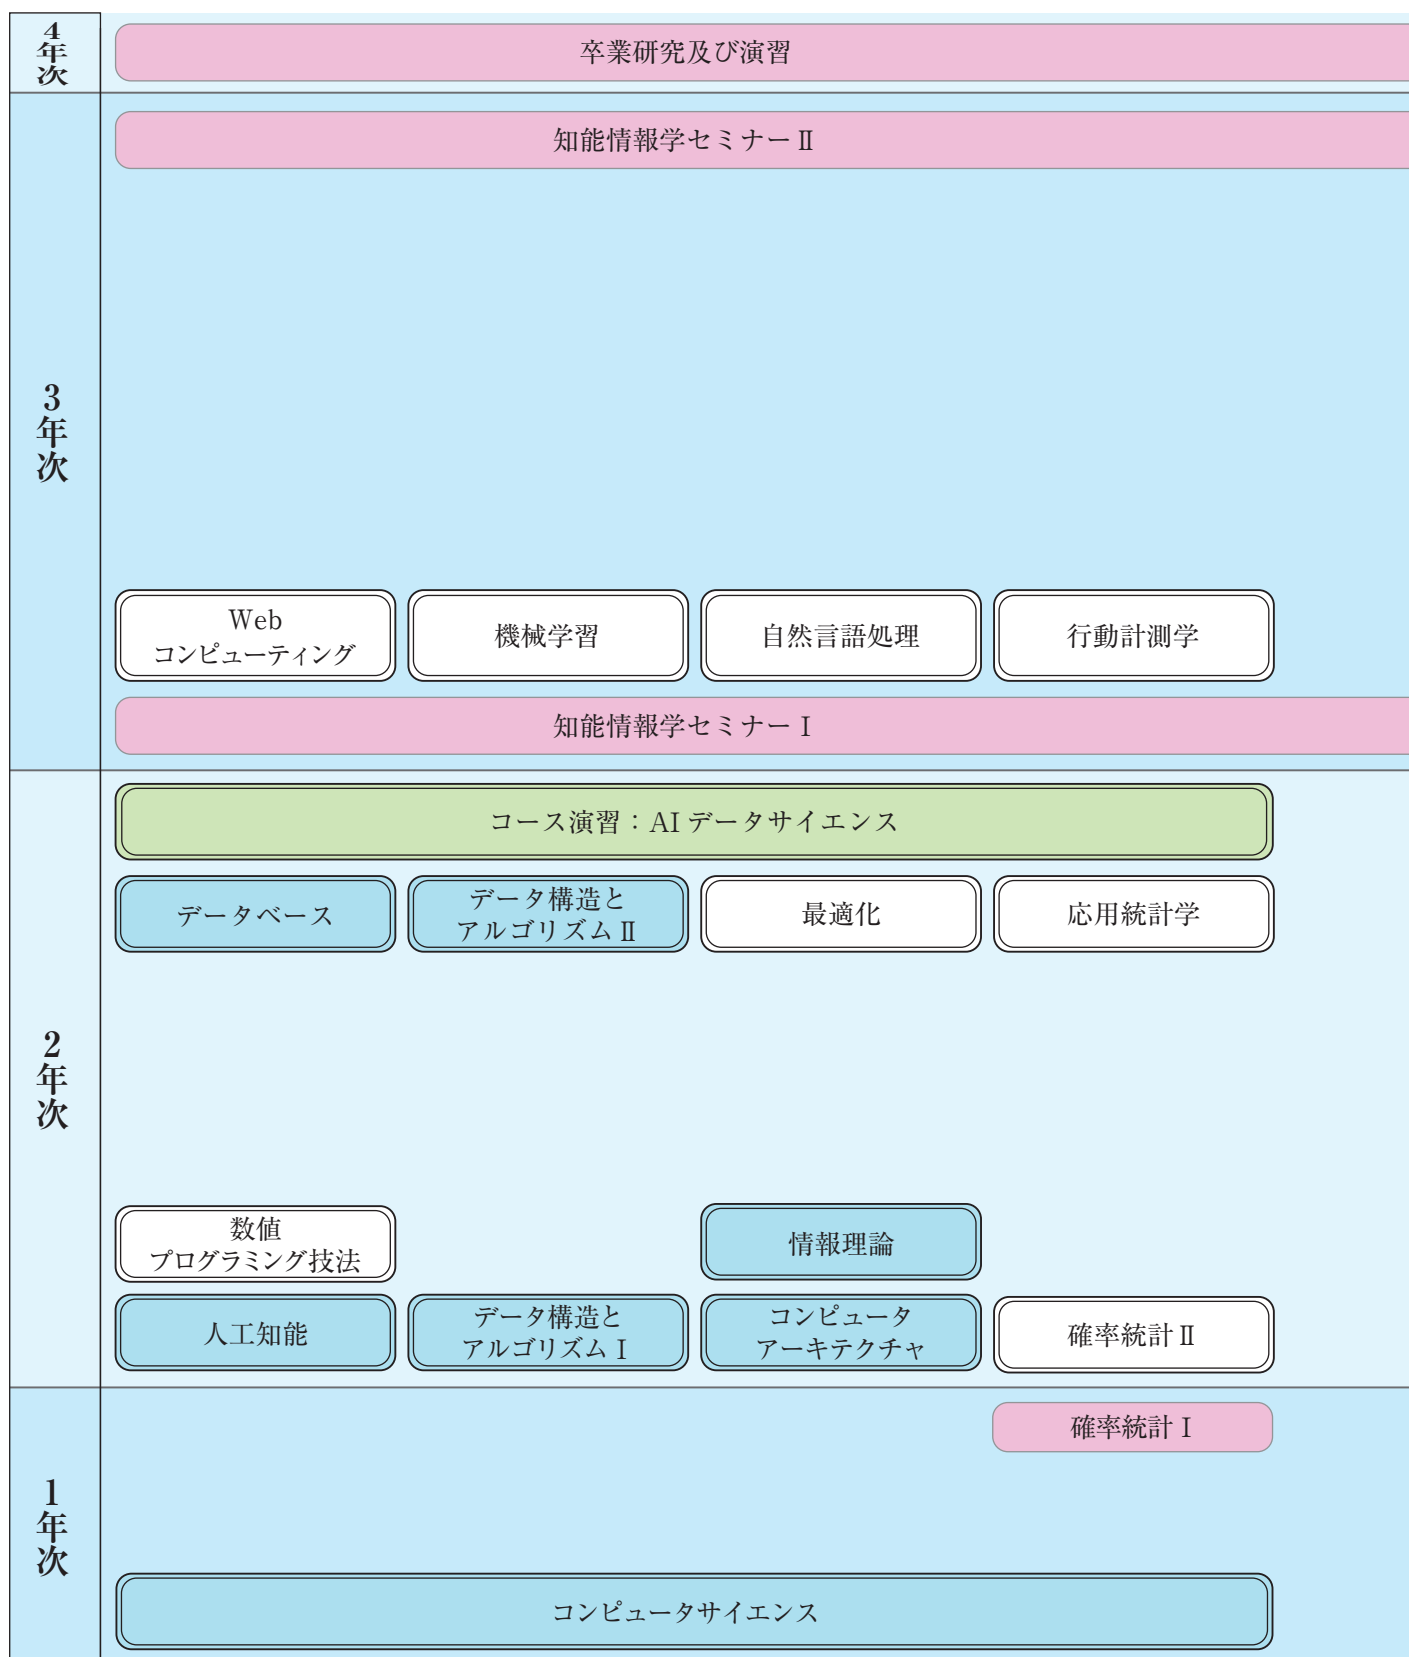 4年次
卒業研究及び演習
3年次
知能情報学セミナーⅡ
Web
コンピューティング
機械学習
自然言語処理
行動計測学
知能情報学セミナーⅠ
2年次
コース演習：AIデータサイエンス
データベース
データ構造と
アルゴリズムⅡ
最適化
応用統計学
数値
プログラミング技法
情報理論
人工知能
データ構造と
アルゴリズムⅠ
コンピュータ
アーキテクチャ
確率統計Ⅱ
1年次
確率統計Ⅰ
コンピュータサイエンス